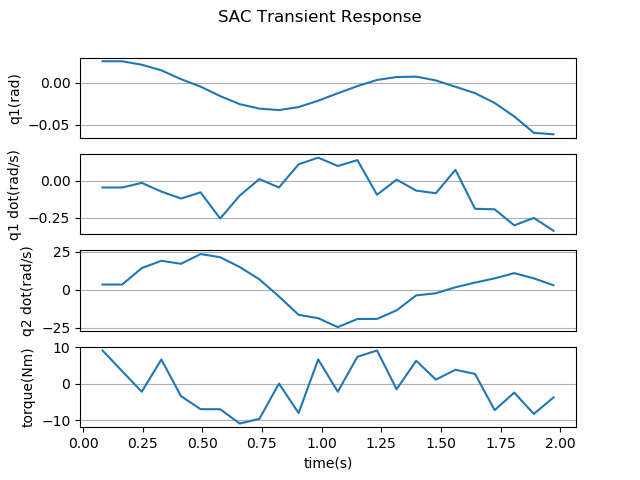 SAC Transient Response
q1(rad)
0.00
−0.05
q1 dot(rad/s)
0.00
−0.25
q2 dot(rad/s)
25
0
−25
torque(Nm)
10
0
−10
0.00 0.25 0.50 0.75 1.00 1.25 1.50 1.75 2.00
time(s)